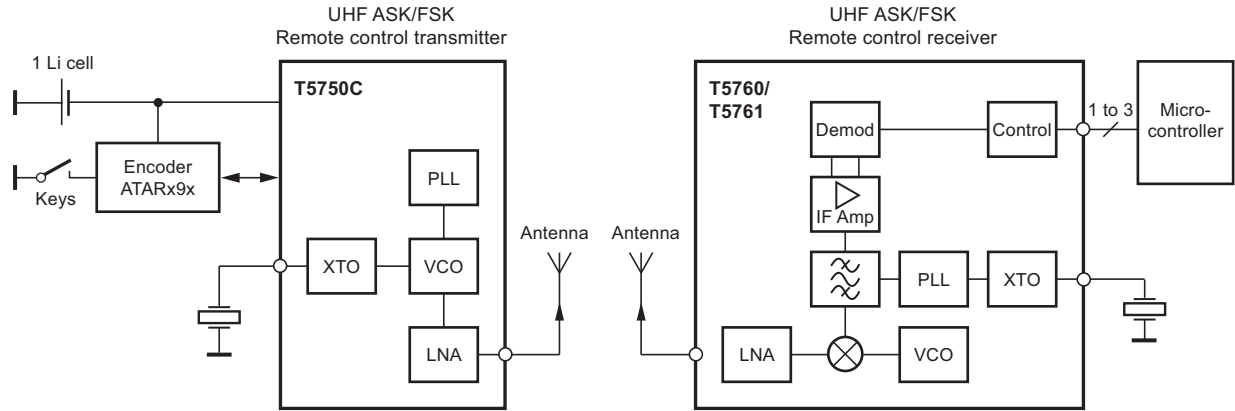 UHF ASK/FSK
Remote control transmitter
1 Li cell
T5750C
Encoder
ATARx9x
Keys
PLL
XTO
VCO
LNA
Antenna
UHF ASK/FSK
Remote control receiver
Antenna
T5760/
T5761
Demod
Control
1 to 3
Micro-
controller
IF Amp
PLL
XTO
LNA
VCO